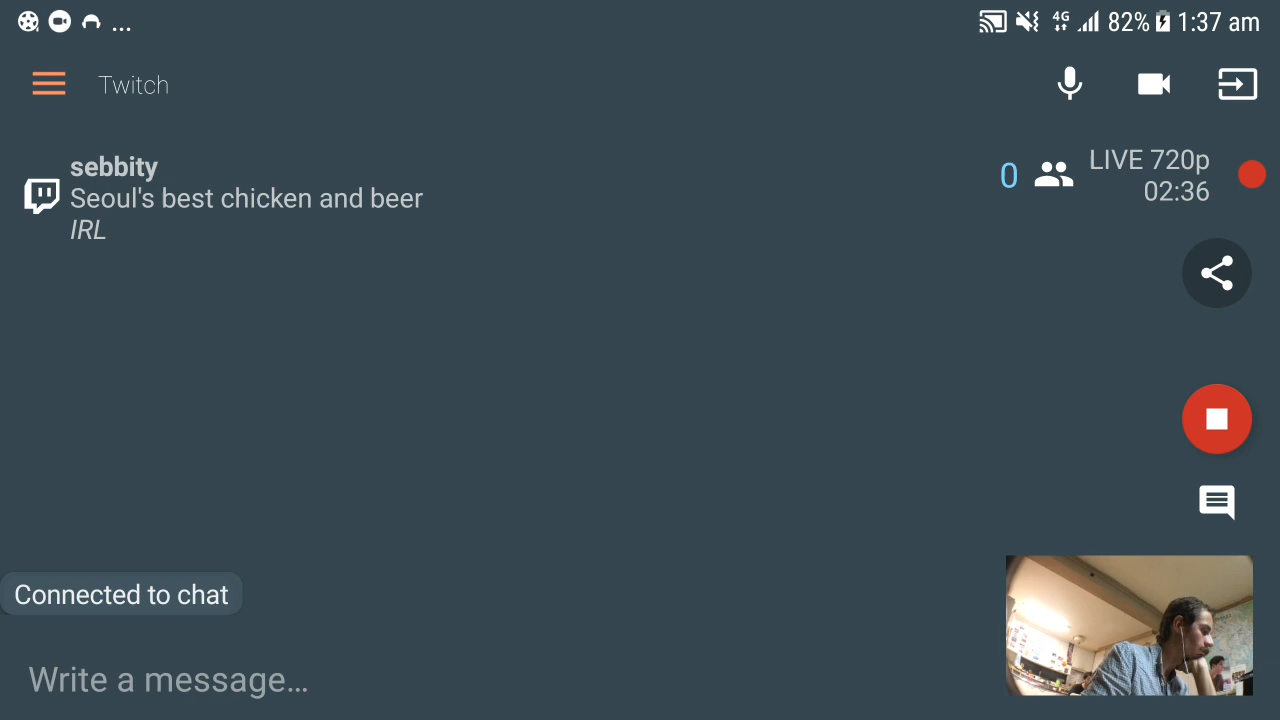 ... 4G 82% 1:37 am
Twitch
sebbity
Seoul's best chicken and beer
IRL
0 LIVE 720p
02:36
Connected to chat
Write a message...